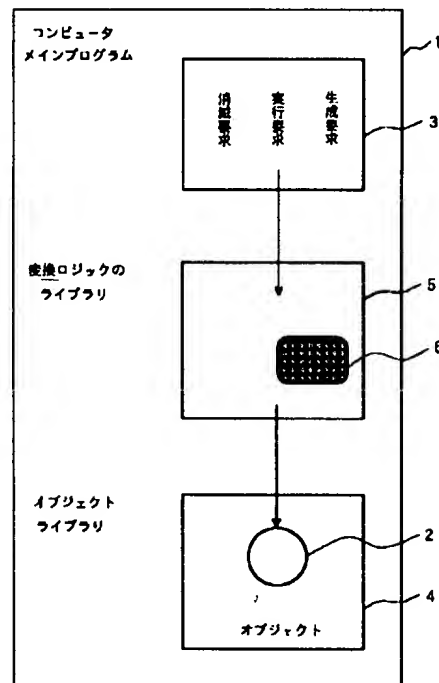 コンピュータ
メインプログラム
1
消滅要求
実行要求
生成要求
3
変換ロジックの
ライブラリ
5
6
オブジェクト
ライブラリ
2
オブジェクト
4